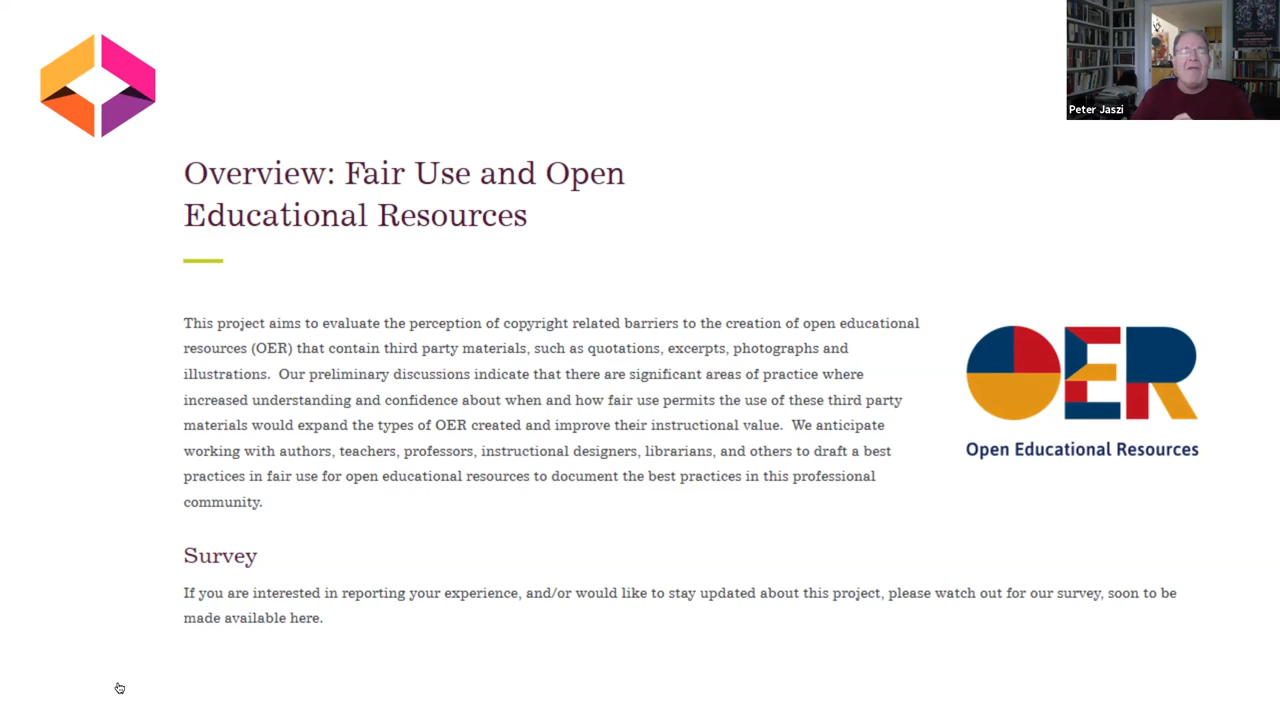 Peter Jaszi
Overview: Fair Use and Open
Educational Resources
This project aims to evaluate the perception of copyright related barriers to the creation of open educational
resources (OER) that contain third party materials, such as quotations, excerpts, photographs and
illustrations.  Our preliminary discussions indicate that there are significant areas of practice where
increased understanding and confidence about when and how fair use permits the use of these third party
materials would expand the types of OER created and improve their instructional value.  We anticipate
working with authors, teachers, professors, instructional designers, librarians, and others to draft a best
practices in fair use for open educational resources to document the best practices in this professional
community.
OER
Open Educational Resources
Survey
If you are interested in reporting your experience, and/or would like to stay updated about this project, please watch out for our survey, soon to be
made available here.